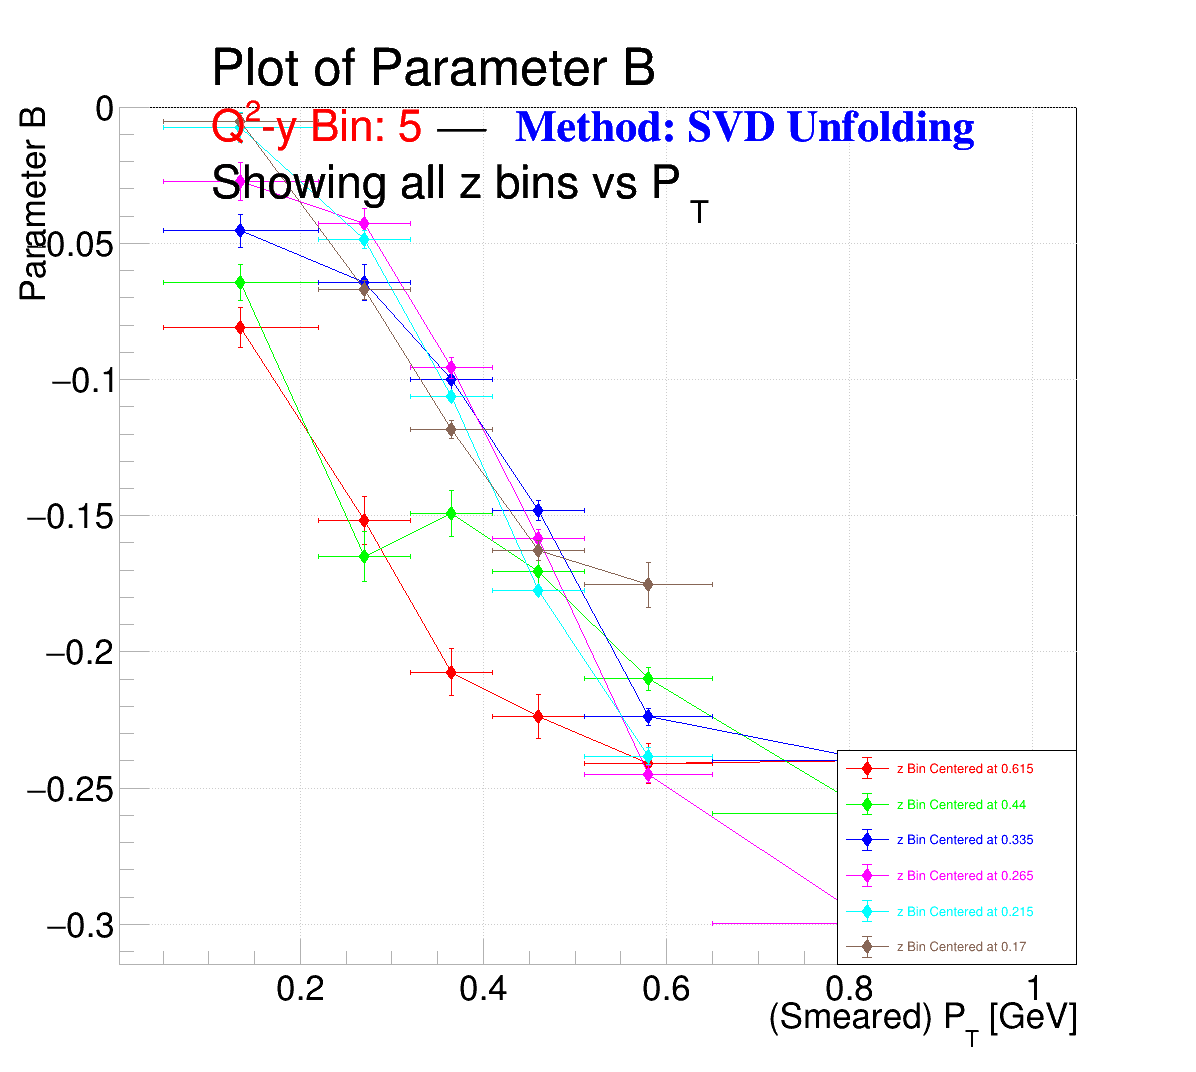 Plot of Parameter B
Q²-y Bin: 5 — Method: SVD Unfolding
Showing all z bins vs P_T
Parameter B
0
−0.05
−0.1
−0.15
−0.2
−0.25
−0.3
z Bin Centered at 0.615
z Bin Centered at 0.44
z Bin Centered at 0.335
z Bin Centered at 0.265
z Bin Centered at 0.215
z Bin Centered at 0.17
0.2 0.4 0.6 0.8 1
(Smeared) P_T [GeV]